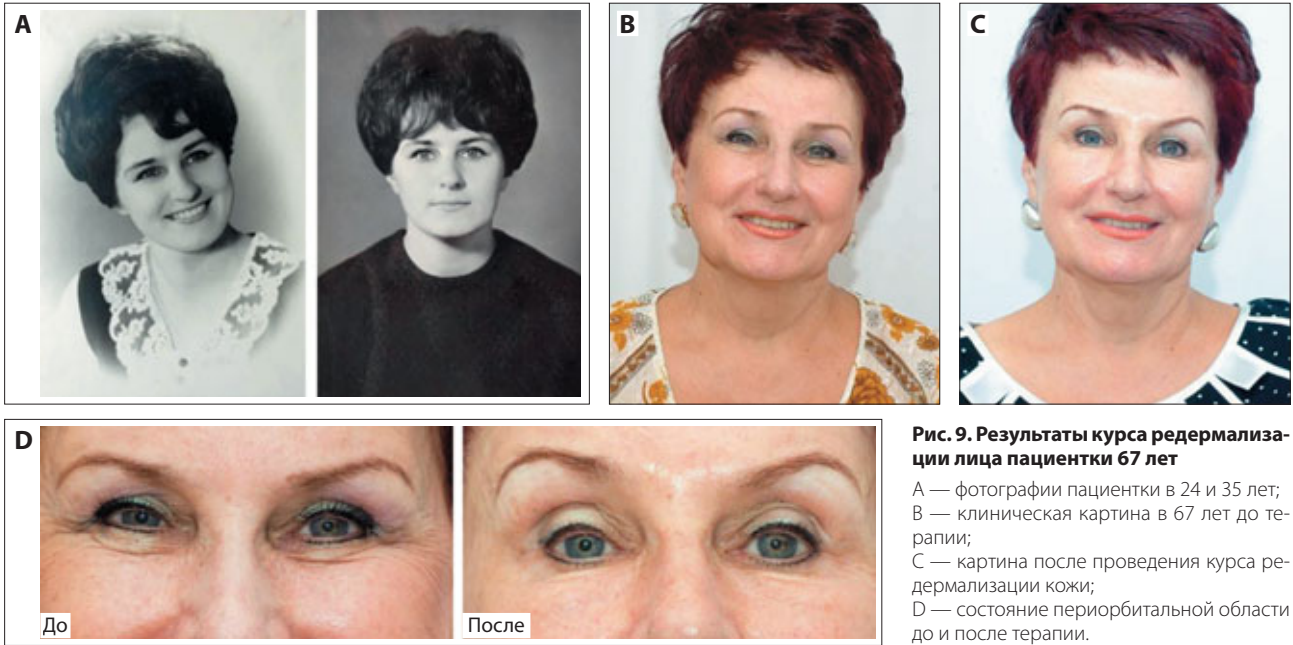 A
B
C
D
До
После
Рис. 9. Результаты курса редермализа-
ции лица пациентки 67 лет
A — фотографии пациентки в 24 и 35 лет;
B — клиническая картина в 67 лет до те-
рапии;
C — картина после проведения курса ре-
дермализации кожи;
D — состояние периорбитальной области
до и после терапии.